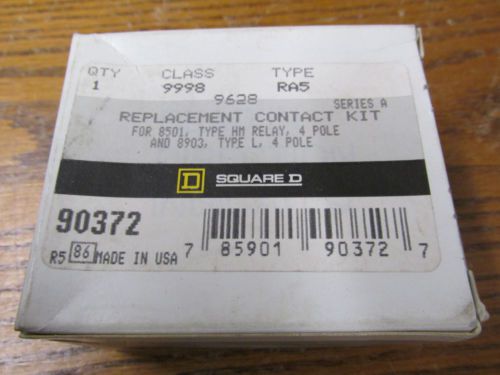 QTY CLASS TYPE
1 9998 RA5
9628 SERIES A
REPLACEMENT CONTACT KIT
FOR 8501, TYPE HM RELAY, 4 POLE
AND 8903, TYPE L, 4 POLE
D SQUARE D
90372
R5 86 MADE IN USA
7 85901 90372 7